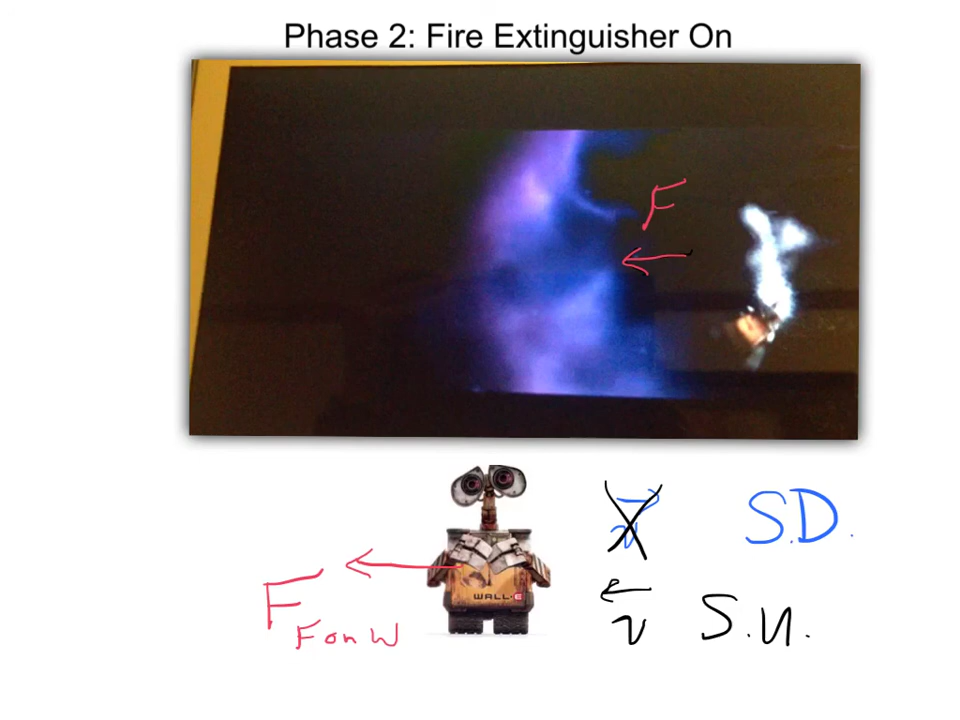 Phase 2: Fire Extinguisher On
F
WALL·E
F F on W
v S.D.
v S.U.